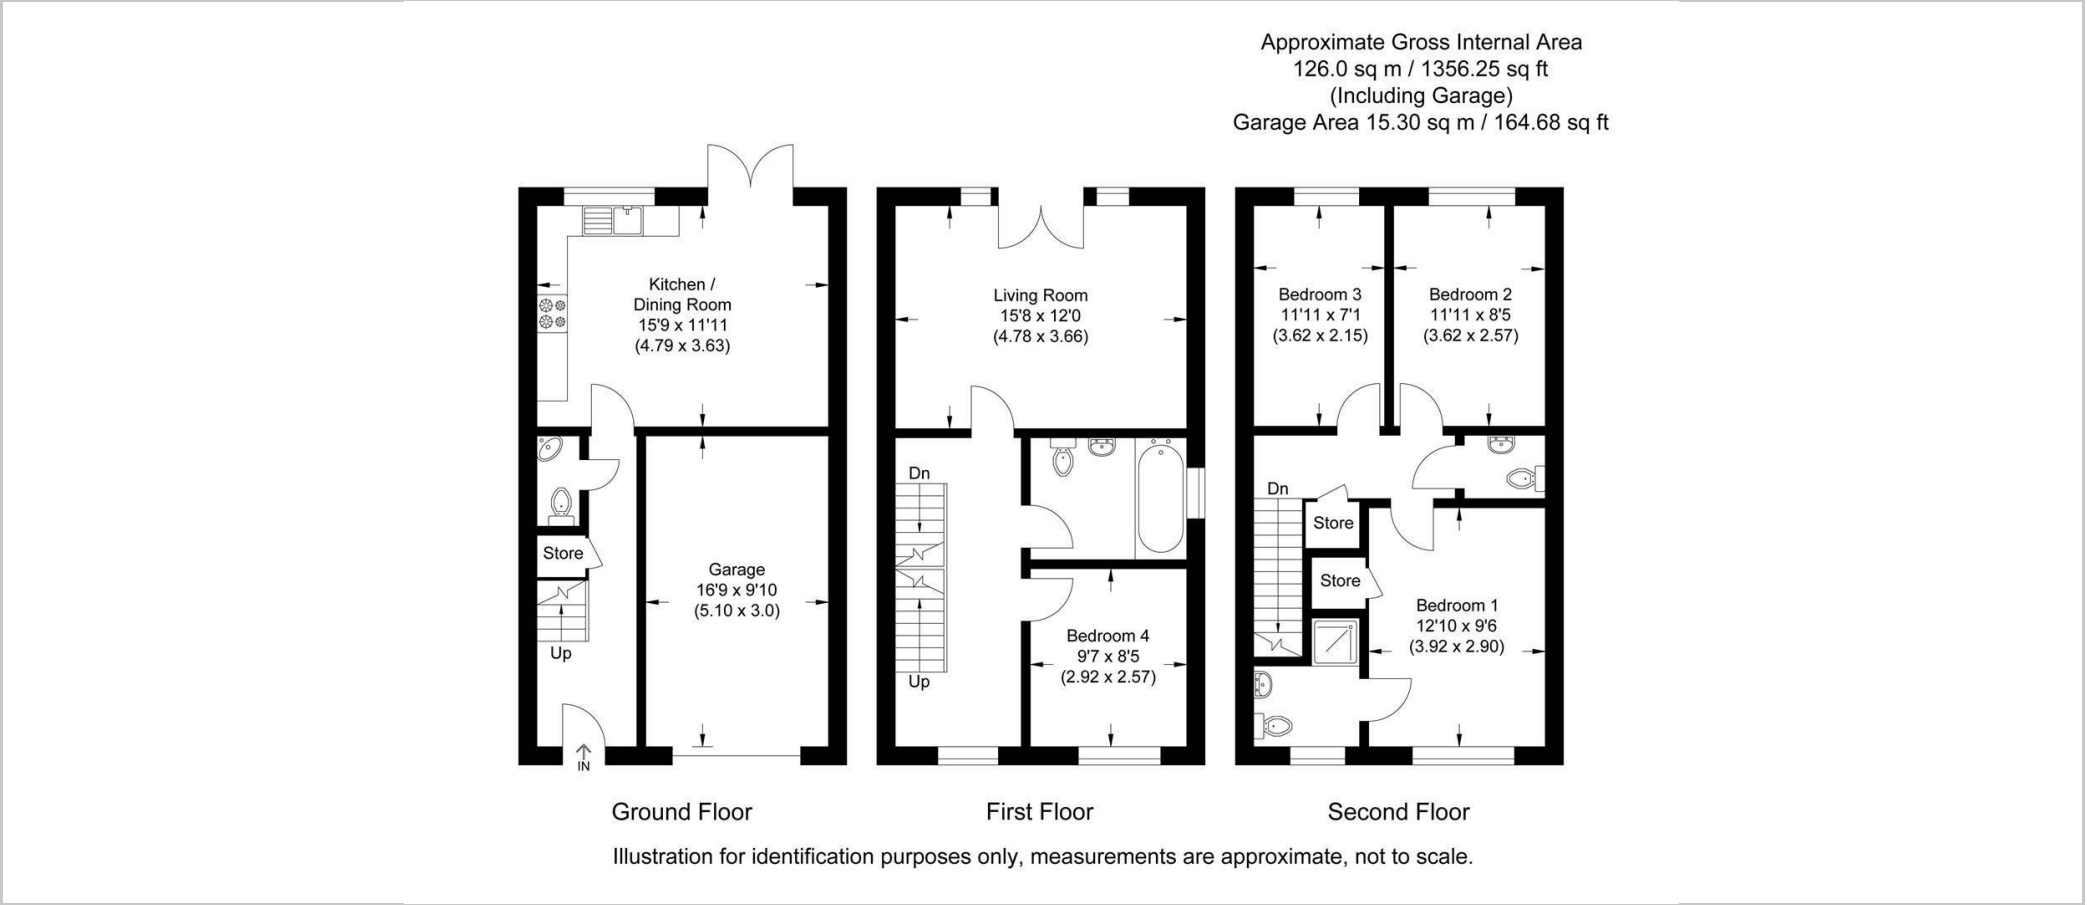 Approximate Gross Internal Area
126.0 sq m / 1356.25 sq ft
(Including Garage)
Garage Area 15.30 sq m / 164.68 sq ft
Kitchen /
Dining Room
15'9 x 11'11
(4.79 x 3.63)
Store
Up
Garage
16'9 x 9'10
(5.10 x 3.0)
IN
Ground Floor
Living Room
15'8 x 12'0
(4.78 x 3.66)
Dn
Up
Bedroom 4
9'7 x 8'5
(2.92 x 2.57)
First Floor
Bedroom 3
11'11 x 7'1
(3.62 x 2.15)
Bedroom 2
11'11 x 8'5
(3.62 x 2.57)
Dn
Store
Store
Bedroom 1
12'10 x 9'6
(3.92 x 2.90)
Second Floor
Illustration for identification purposes only, measurements are approximate, not to scale.